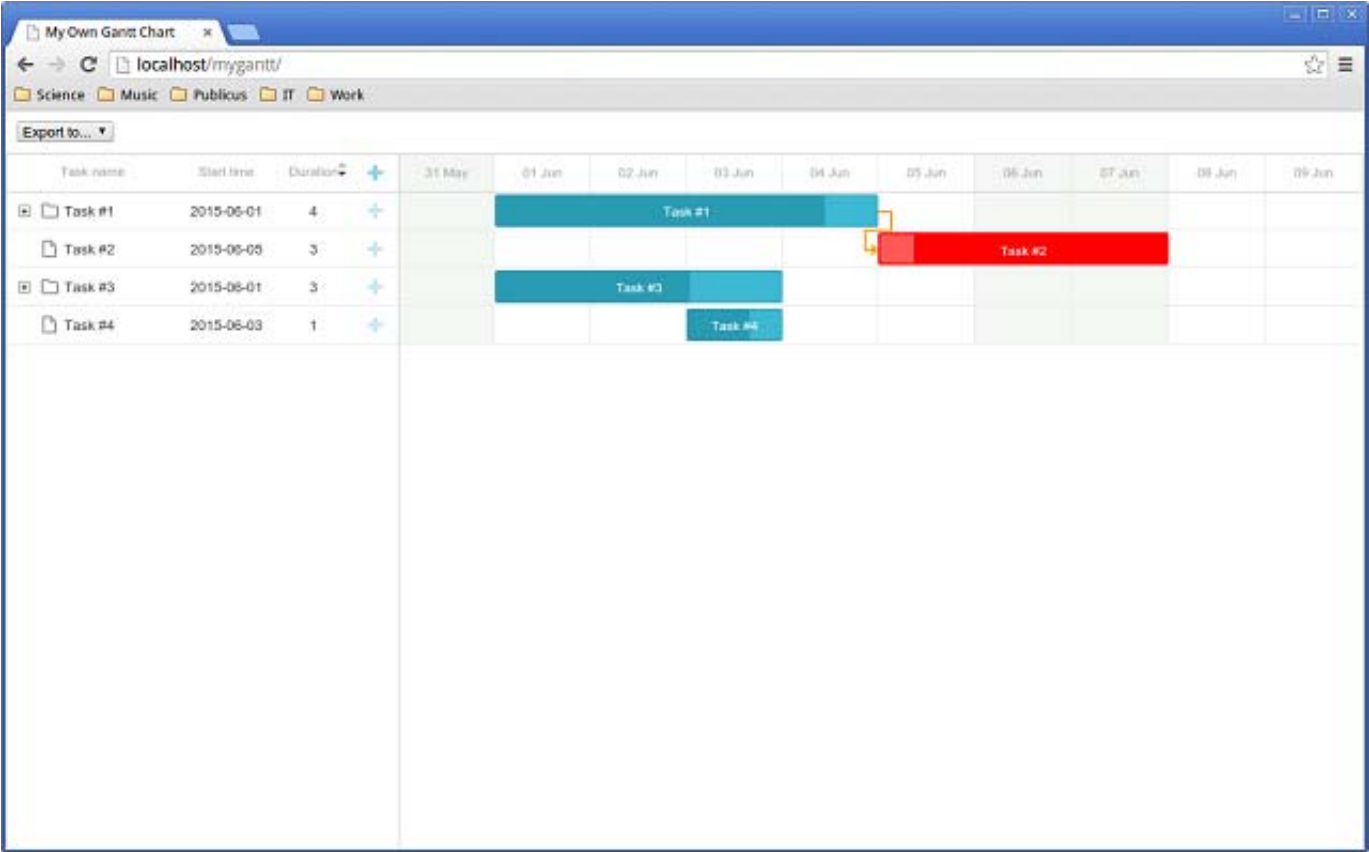 My Own Gantt Chart
localhost/mygantt/
Science Music Publicus IT Work
Export to...
Task name Start time Duration 31 May 01 Jun 02 Jun 03 Jun 04 Jun 05 Jun 06 Jun 07 Jun 08 Jun 09 Jun
Task #1 2015-06-01 4 Task #1
Task #2 2015-06-05 3 Task #2
Task #3 2015-06-01 3 Task #3
Task #4 2015-06-03 1 Task #4